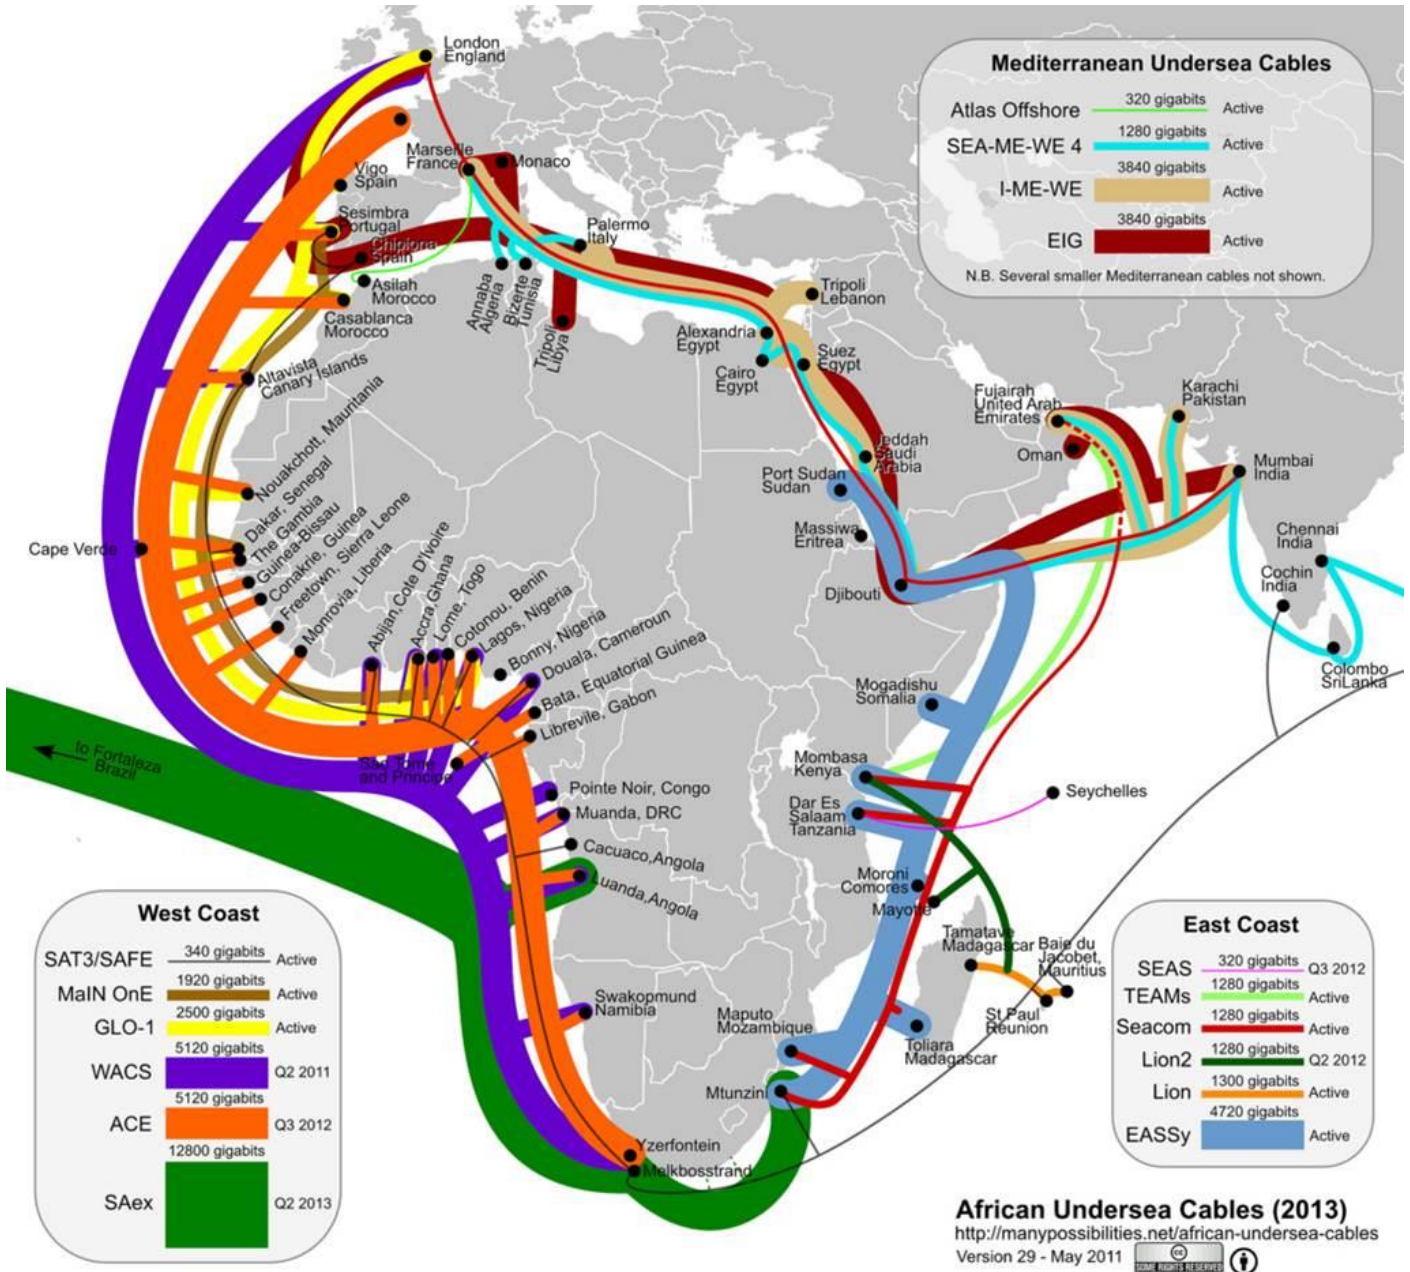 London
England
Marseille
France
Monaco
Vigo
Spain
Sesimbra
Portugal
Chipiona
Spain
Asilah
Morocco
Casablanca
Morocco
Palermo
Italy
Annaba
Algeria
Bizerte
Tunisia
Tripoli
Libya
Tripoli
Lebanon
Alexandria
Egypt
Cairo
Egypt
Suez
Egypt
Altavista
Canary Islands
Nouakchott, Mauritania
Dakar, Senegal
The Gambia
Guinea-Bissau
Conakrie, Guinea
Freetown, Sierra Leone
Monrovia, Liberia
Abijan, Cote D'Ivoire
Accra, Ghana
Lome, Togo
Cotonou, Benin
Lagos, Nigeria
Bonny, Nigeria
Douala, Cameroun
Bata, Equatorial Guinea
Librevile, Gabon
Cape Verde
Sao Tome
and Principe
Pointe Noir, Congo
Muanda, DRC
Cacuaco,Angola
Luanda,Angola
Swakopmund
Namibia
Yzerfontein
Melkbosstrand
to Fortaleza
Brazil
Jeddah
Saudi
Arabia
Port Sudan
Sudan
Massiwa
Eritrea
Djibouti
Fujairah
United Arab
Emirates
Oman
Karachi
Pakistan
Mumbai
India
Chennai
India
Cochin
India
Colombo
SriLanka
Mogadishu
Somalia
Mombasa
Kenya
Dar Es
Salaam
Tanzania
Seychelles
Moroni
Comores
Mayotte
Tamatave
Madagascar
Baie du
Jacobet,
Mauritius
St Paul
Reunion
Toliara
Madagascar
Maputo
Mozambique
Mtunzini
Mediterranean Undersea Cables
Atlas Offshore 320 gigabits Active
SEA-ME-WE 4 1280 gigabits Active
I-ME-WE 3840 gigabits Active
EIG 3840 gigabits Active
N.B. Several smaller Mediterranean cables not shown.
West Coast
SAT3/SAFE 340 gigabits Active
MaIN OnE 1920 gigabits Active
GLO-1 2500 gigabits Active
WACS 5120 gigabits Q2 2011
ACE 5120 gigabits Q3 2012
SAex 12800 gigabits Q2 2013
East Coast
SEAS 320 gigabits Q3 2012
TEAMs 1280 gigabits Active
Seacom 1280 gigabits Active
Lion2 1280 gigabits Q2 2012
Lion 1300 gigabits Active
EASSy 4720 gigabits Active
African Undersea Cables (2013)
http://manypossibilities.net/african-undersea-cables
Version 29 - May 2011
cc
SOME RIGHTS RESERVED